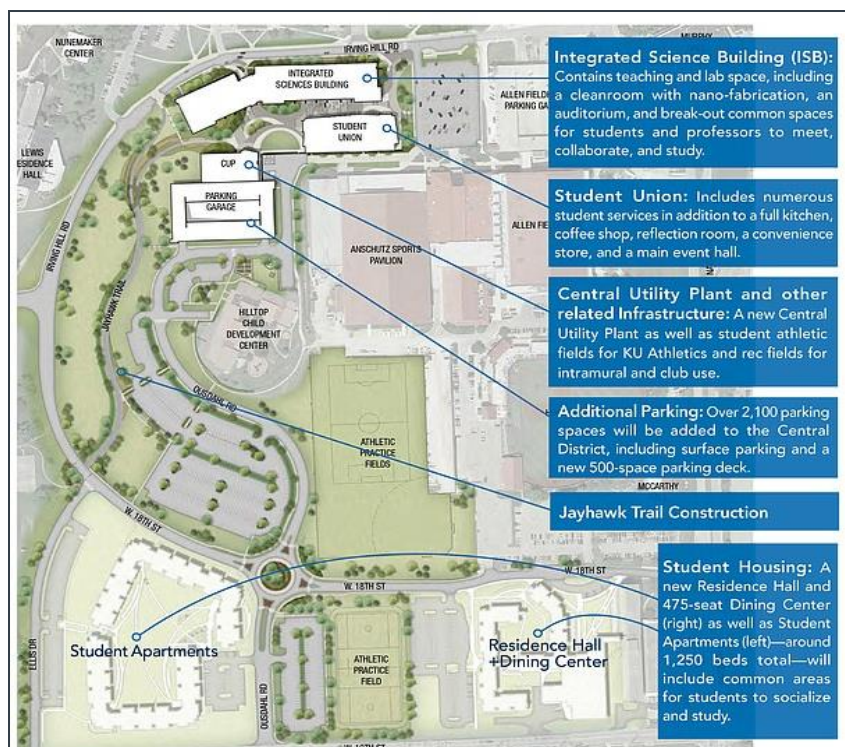 NUNEMAKER
CENTER
IRVING HILL RD
MURPHY
INTEGRATED
SCIENCES BUILDING
ALLEN FIELD
PARKING GA
STUDENT
UNION
LEWIS
ESIDENCE
HALL
CUP
PARKING
GARAGE
ALLEN FIEL
ANSCHUTZ SPORTS
PAVILION
IRVING HILL RD
JAYHAWK TRAIL
HILLTOP
CHILD
DEVELOPMENT
CENTER
OUSDAHL RD
ATHLETIC
PRACTICE
FIELDS
MCCARTHY
W. 18TH ST
W. 18TH ST
W. 18TH ST
Student Apartments
Residence Hall
+Dining Center
ELLIS DR
OUSDAHL RD
ATHLETIC
PRACTICE
FIELD
W. 19TH ST
Integrated Science Building (ISB):
Contains teaching and lab space, including
a cleanroom with nano-fabrication, an
auditorium, and break-out common spaces
for students and professors to meet,
collaborate, and study.
Student Union: Includes numerous
student services in addition to a full kitchen,
coffee shop, reflection room, a convenience
store, and a main event hall.
Central Utility Plant and other
related Infrastructure: A new Central
Utility Plant as well as student athletic
fields for KU Athletics and rec fields for
intramural and club use.
Additional Parking: Over 2,100 parking
spaces will be added to the Central
District, including surface parking and a
new 500-space parking deck.
Jayhawk Trail Construction
Student Housing: A
new Residence Hall and
475-seat Dining Center
(right) as well as Student
Apartments (left)—around
1,250 beds total—will
include common areas
for students to socialize
and study.